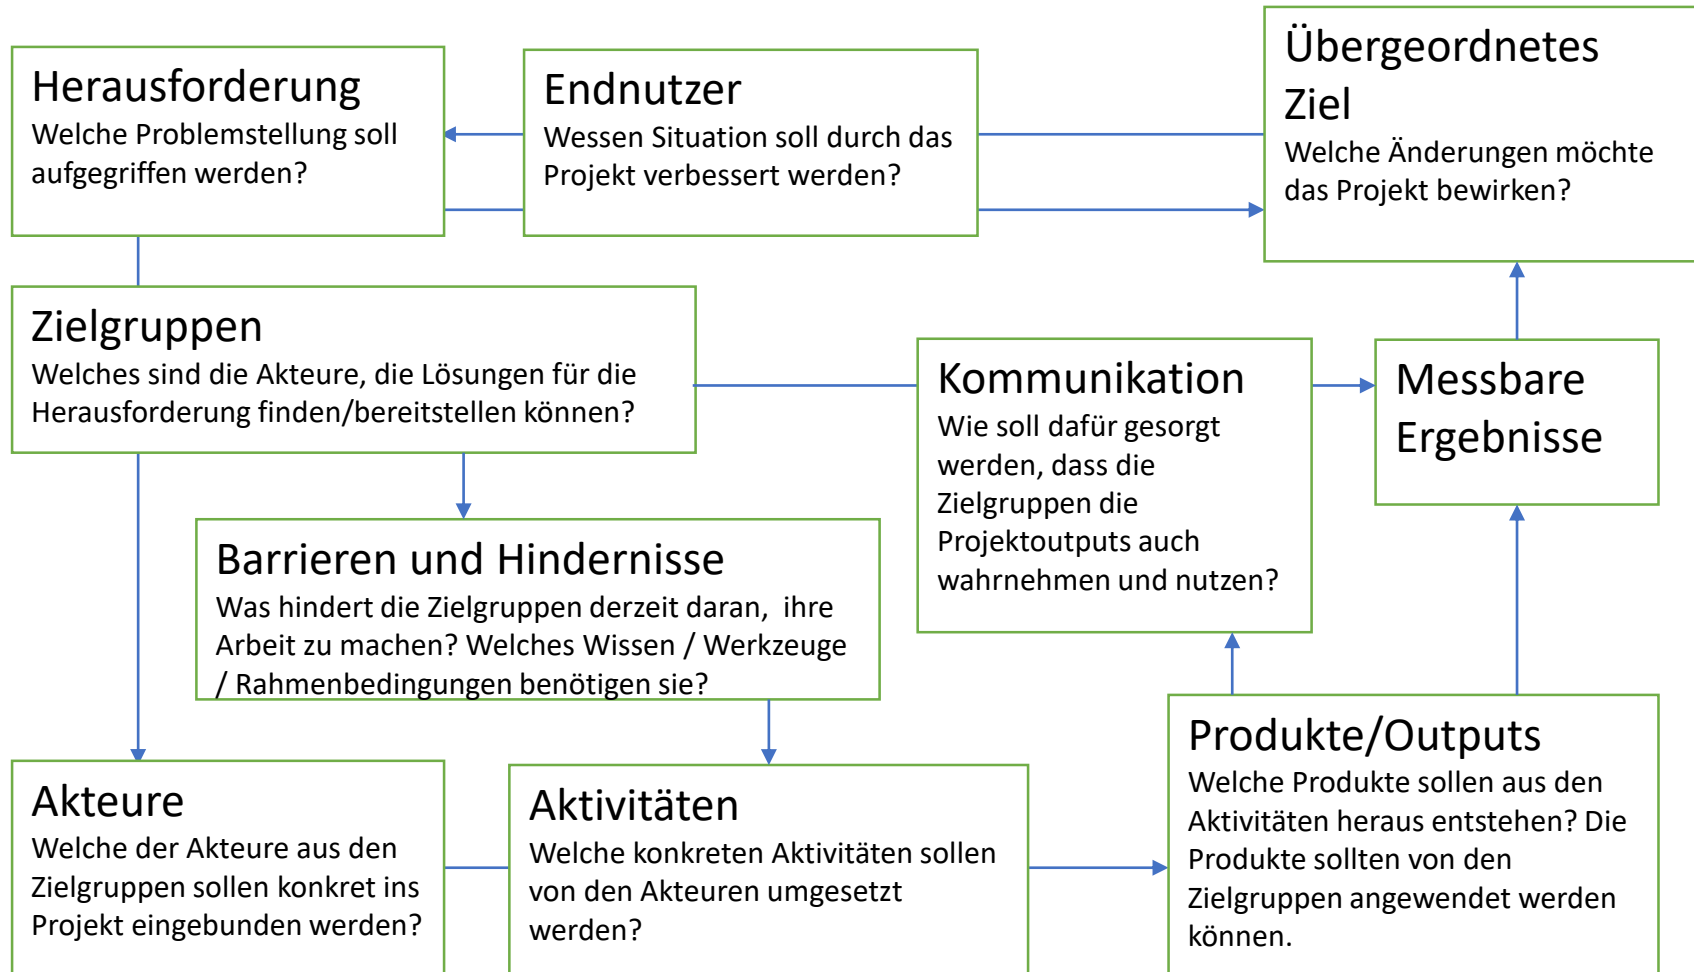 Herausforderung
Welche Problemstellung soll
aufgegriffen werden?
Endnutzer
Wessen Situation soll durch das
Projekt verbessert werden?
Übergeordnetes
Ziel
Welche Änderungen möchte
das Projekt bewirken?
Zielgruppen
Welches sind die Akteure, die Lösungen für die
Herausforderung finden/bereitstellen können?
Kommunikation
Wie soll dafür gesorgt
werden, dass die
Zielgruppen die
Projektoutputs auch
wahrnehmen und nutzen?
Messbare
Ergebnisse
Barrieren und Hindernisse
Was hindert die Zielgruppen derzeit daran,  ihre
Arbeit zu machen? Welches Wissen / Werkzeuge
/ Rahmenbedingungen benötigen sie?
Akteure
Welche der Akteure aus den
Zielgruppen sollen konkret ins
Projekt eingebunden werden?
Aktivitäten
Welche konkreten Aktivitäten sollen
von den Akteuren umgesetzt
werden?
Produkte/Outputs
Welche Produkte sollen aus den
Aktivitäten heraus entstehen? Die
Produkte sollten von den
Zielgruppen angewendet werden
können.